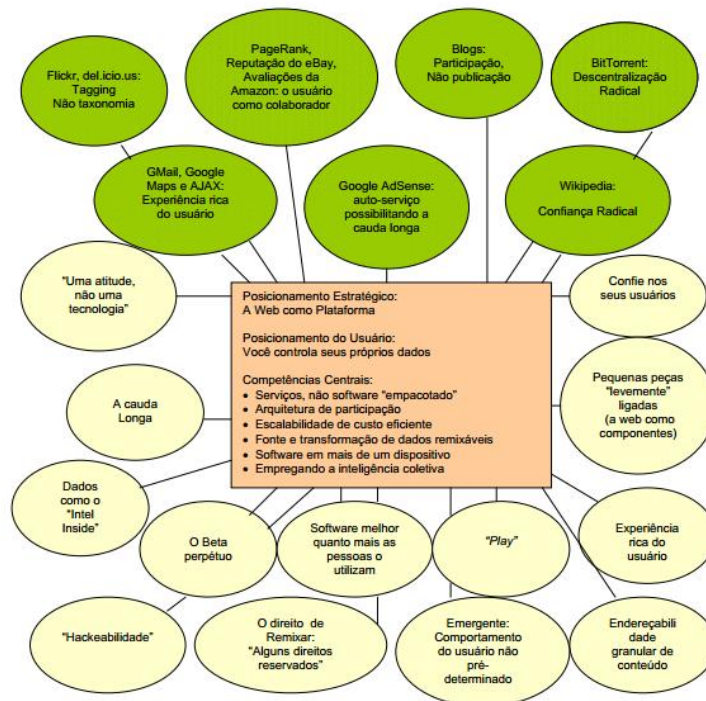 Flickr, del.icio.us:
Tagging
Não taxonomia
PageRank,
Reputação do eBay,
Avaliações da
Amazon: o usuário
como colaborador
Blogs:
Participação,
Não publicação
BitTorrent:
Descentralização
Radical
GMail, Google
Maps e AJAX:
Experiência rica
do usuário
Google AdSense:
auto-serviço
possibilitando a
cauda longa
Wikipedia:
Confiança Radical
"Uma atitude,
não uma
tecnologia"
Posicionamento Estratégico:
A Web como Plataforma
Posicionamento do Usuário:
Você controla seus próprios dados
Competências Centrais:
• Serviços, não software "empacotado"
• Arquitetura de participação
• Escalabilidade de custo eficiente
• Fonte e transformação de dados remixáveis
• Software em mais de um dispositivo
• Empregando a inteligência coletiva
Confie nos
seus usuários
A cauda
Longa
Pequenas peças
"levemente"
ligadas
(a web como
componentes)
Dados
como o
"Intel
Inside"
O Beta
perpétuo
Software melhor
quanto mais as
pessoas o
utilizam
"Play"
Experiência
rica do
usuário
"Hackeabilidade"
O direito de
Remixar:
"Alguns direitos
reservados"
Emergente:
Comportamento
do usuário não
pré-
determinado
Endereçabili
dade
granular de
conteúdo